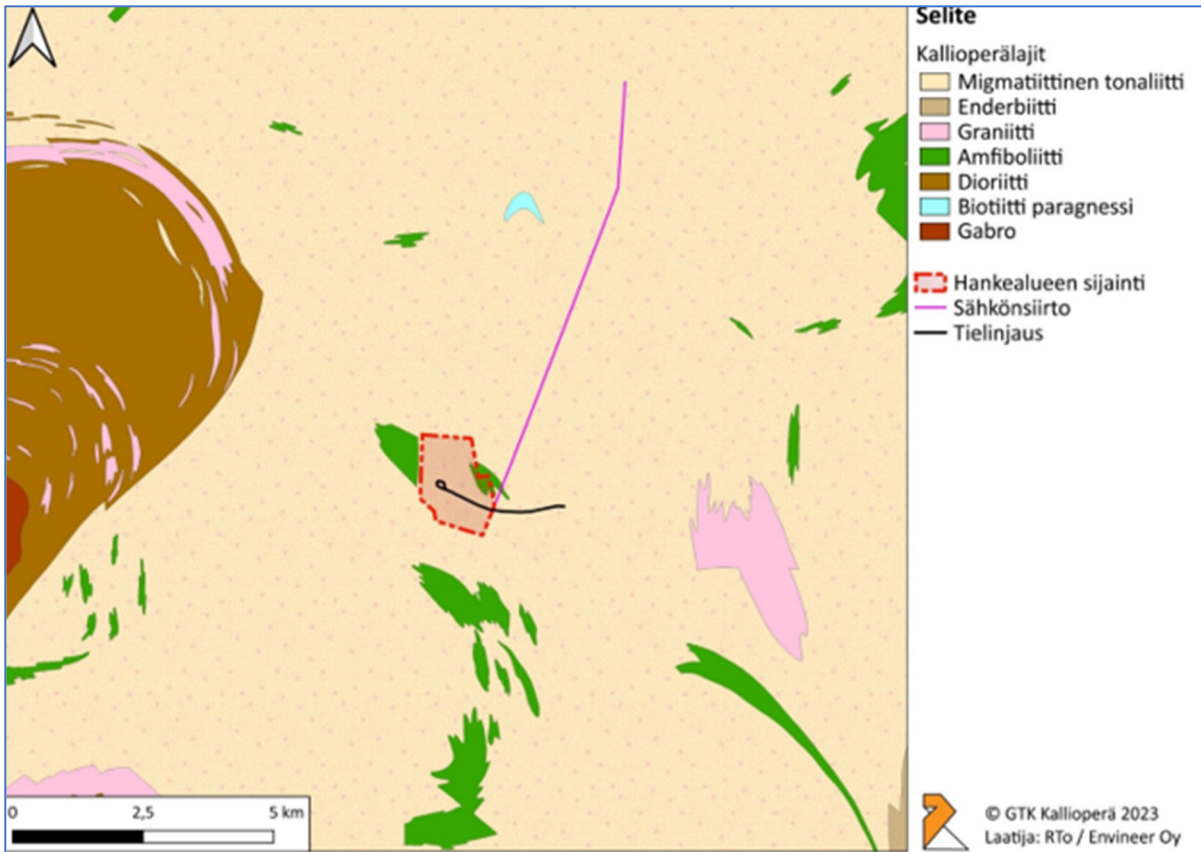 Selite
Kallioperälajit
Migmatiittinen tonaliitti
Enderbiitti
Graniitti
Amfiboliitti
Dioriitti
Biotiitti paragnessi
Gabro
Hankealueen sijainti
Sähkönsiirto
Tielinjaus
0 2,5 5 km
© GTK Kallioperä 2023
Laatija: RTo / Envineer Oy